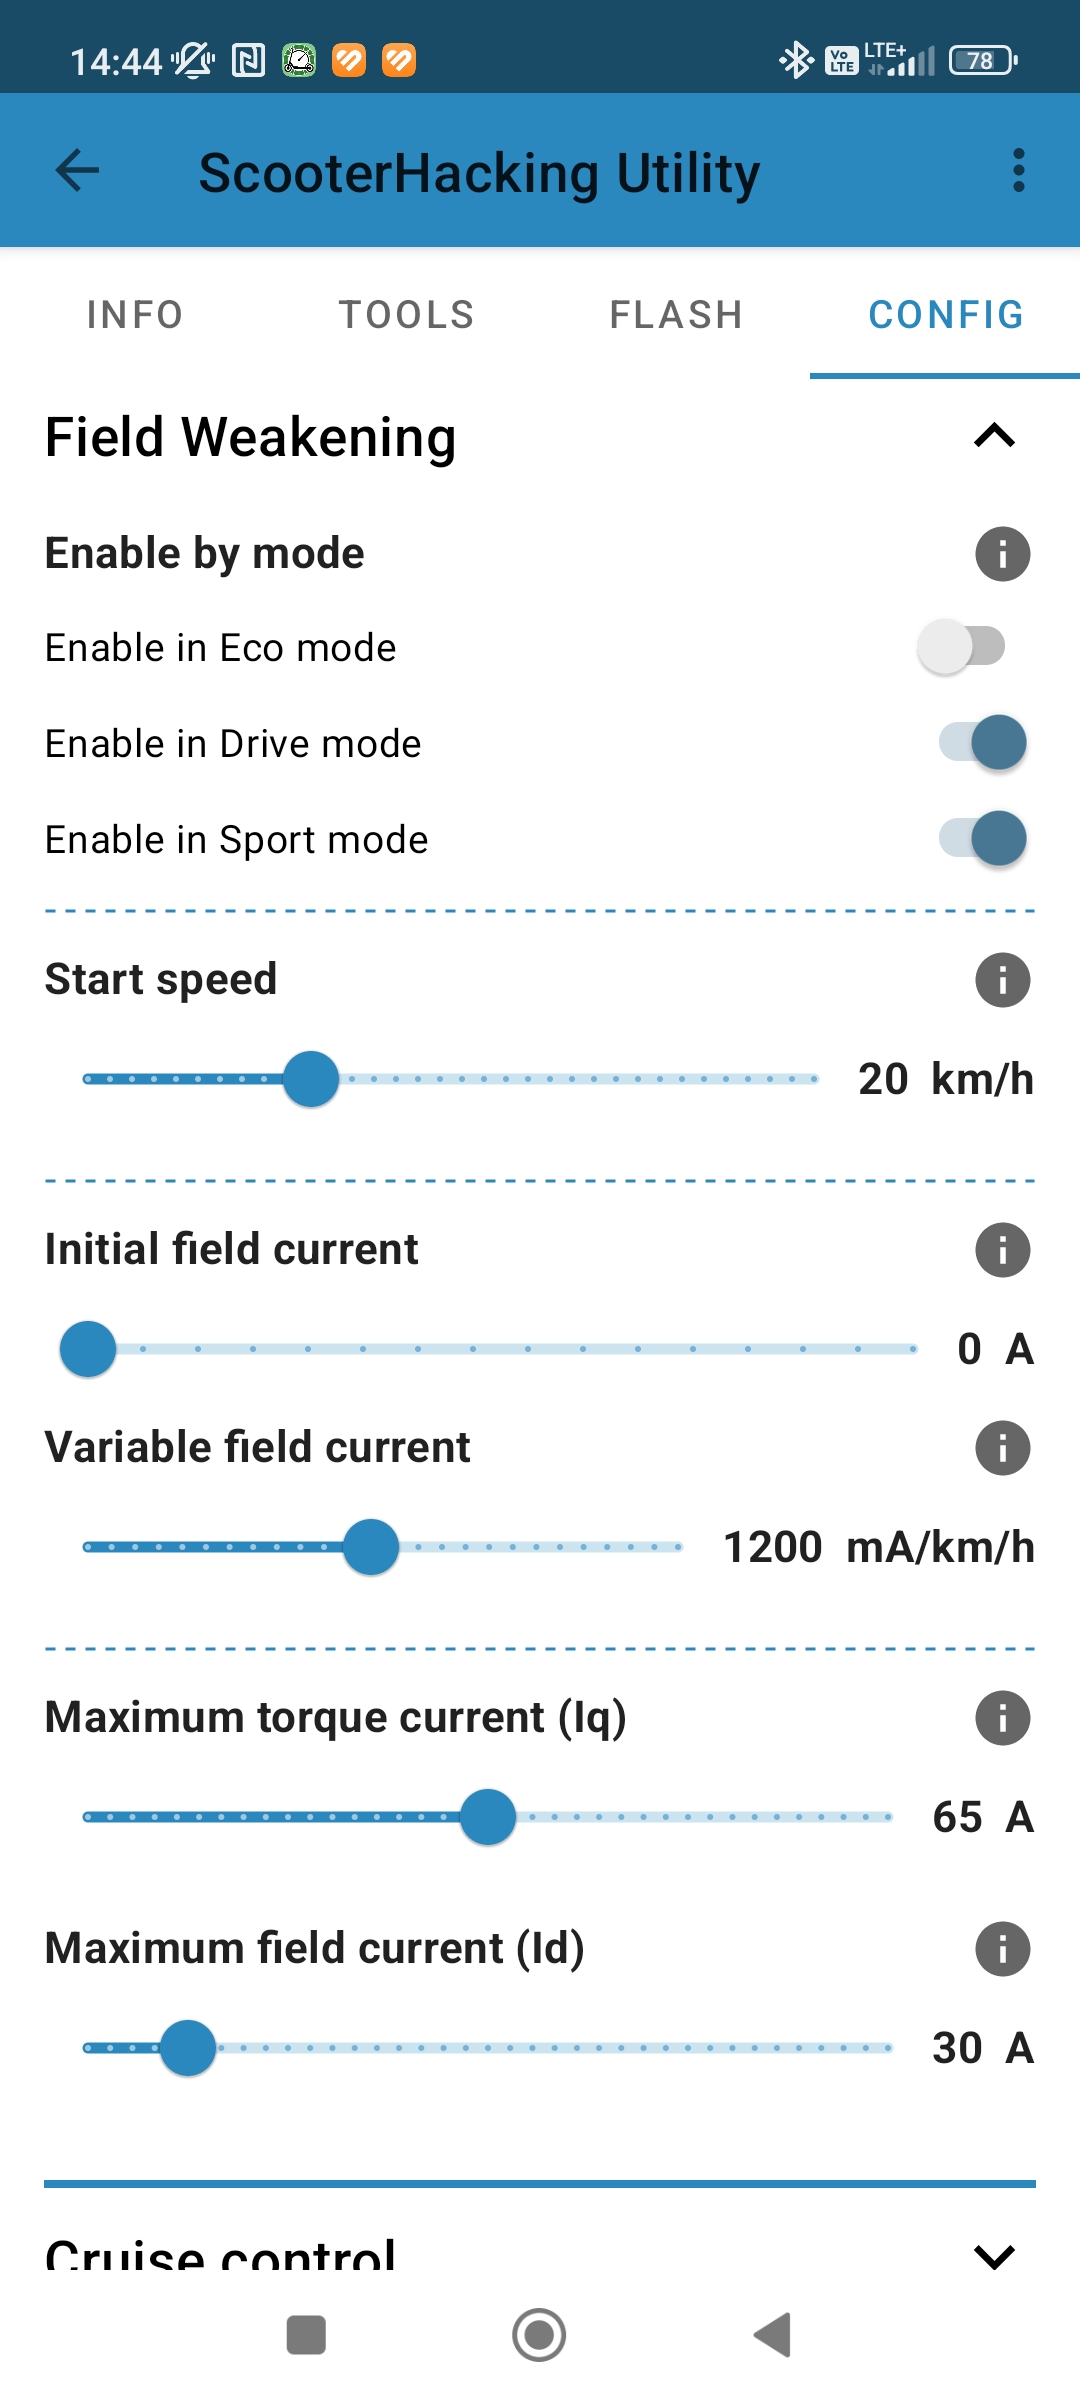 14:44
Vo LTE
LTE+
78
ScooterHacking Utility
INFO TOOLS FLASH CONFIG
Field Weakening
Enable by mode
Enable in Eco mode
Enable in Drive mode
Enable in Sport mode
Start speed
20 km/h
Initial field current
0 A
Variable field current
1200 mA/km/h
Maximum torque current (Iq)
65 A
Maximum field current (Id)
30 A
Cruise control